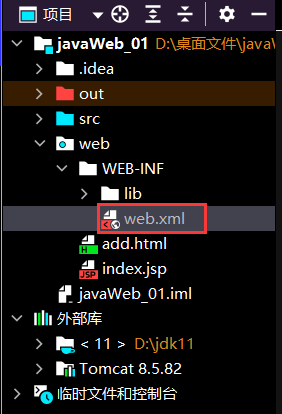 项目
javaWeb_01 D:\桌面文件\java\
.idea
out
src
web
WEB-INF
lib
web.xml
add.html
index.jsp
javaWeb_01.iml
外部库
< 11 > D:\jdk11
Tomcat 8.5.82
临时文件和控制台